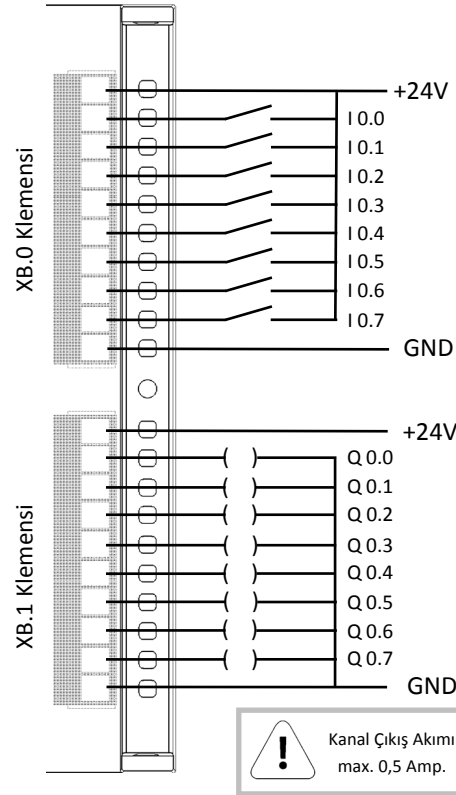 XB.0 Klemensi
+24V
I 0.0
I 0.1
I 0.2
I 0.3
I 0.4
I 0.5
I 0.6
I 0.7
GND
XB.1 Klemensi
+24V
Q 0.0
Q 0.1
Q 0.2
Q 0.3
Q 0.4
Q 0.5
Q 0.6
Q 0.7
GND
Kanal Çıkış Akımı
max. 0,5 Amp.